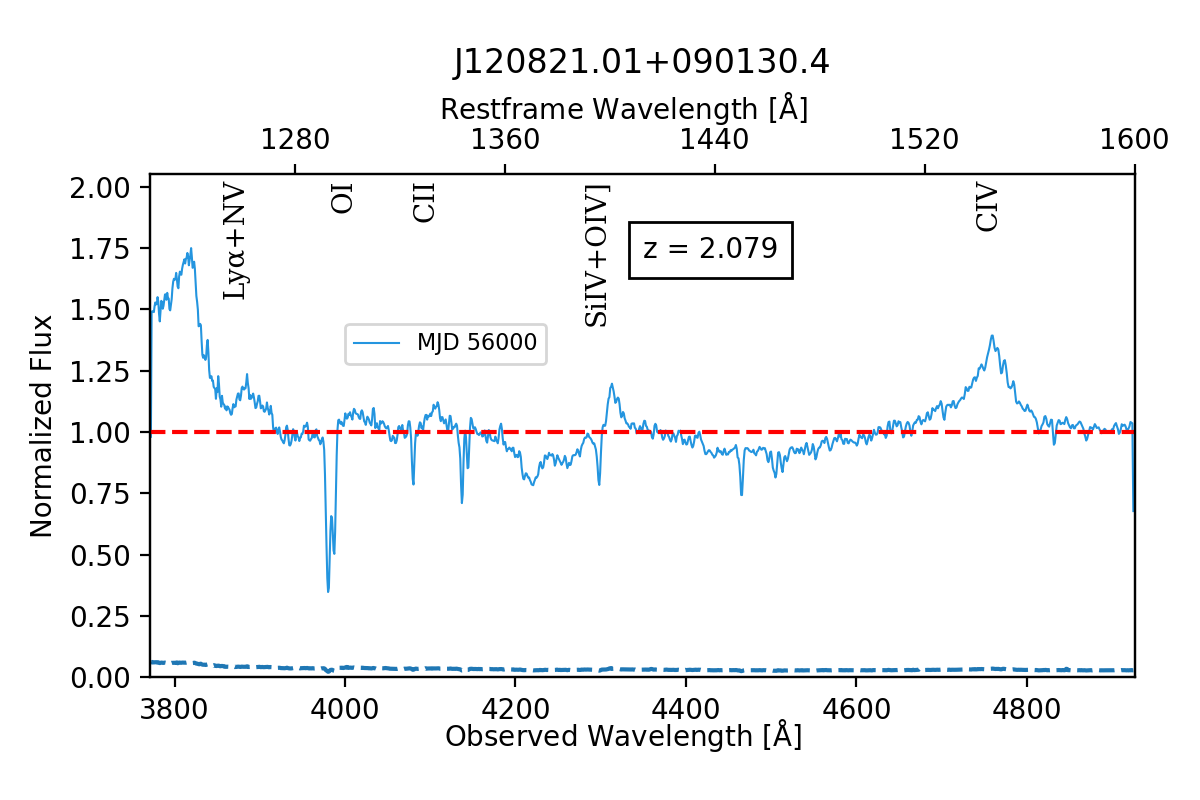 J120821.01+090130.4
Restframe Wavelength [Å]
1280 1360 1440 1520 1600
2.00
1.75
1.50
1.25
1.00
0.75
0.50
0.25
0.00
Normalized Flux
Lyα+NV
OI
CII
SiIV+OIV]
CIV
z = 2.079
MJD 56000
3800 4000 4200 4400 4600 4800
Observed Wavelength [Å]